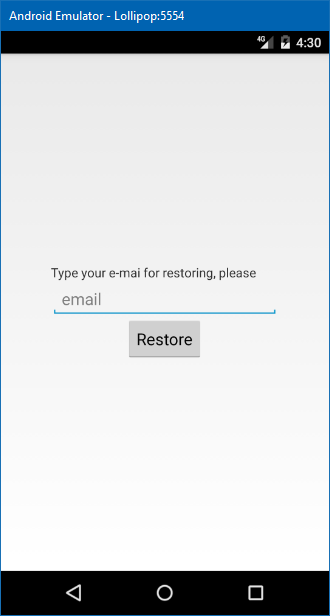 Android Emulator - Lollipop:5554
4G 4:30
Type your e-mai for restoring, please
email
Restore